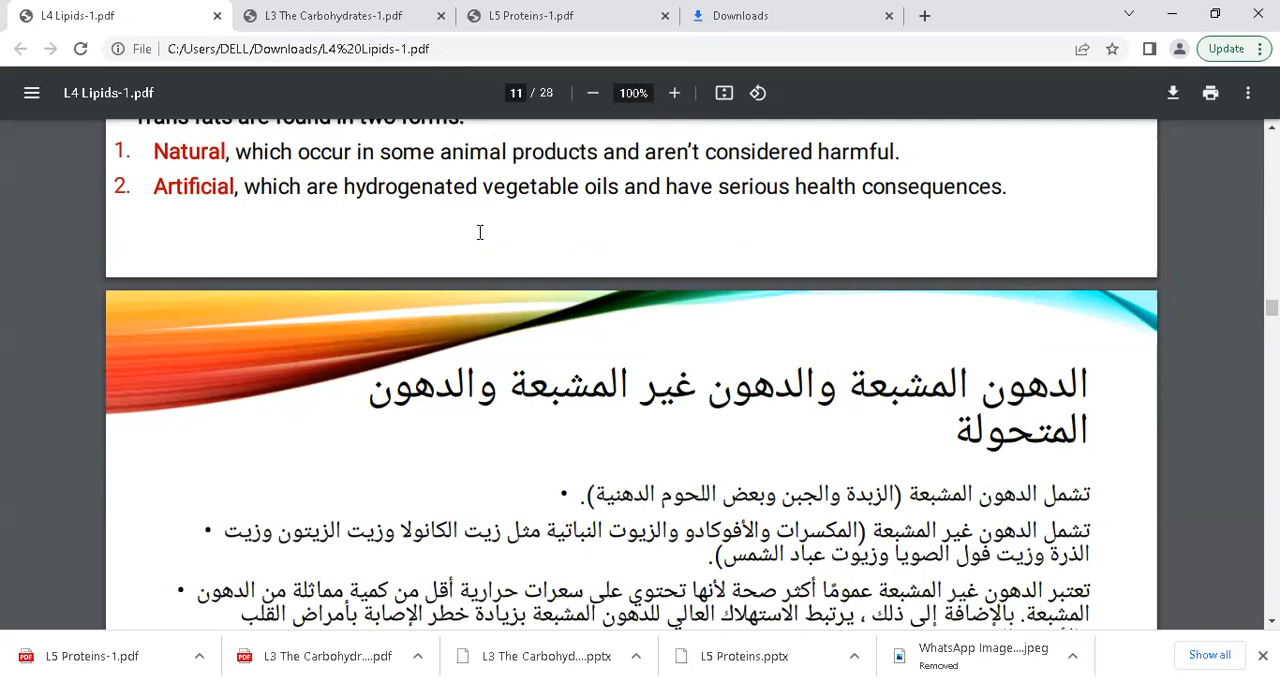 L4 Lipids-1.pdf
L3 The Carbohydrates-1.pdf
L5 Proteins-1.pdf
Downloads
File
C:/Users/DELL/Downloads/L4%20Lipids-1.pdf
Update
L4 Lipids-1.pdf
11 / 28
100%
Trans fats are found in two forms:
1. Natural, which occur in some animal products and aren’t considered harmful.
2. Artificial, which are hydrogenated vegetable oils and have serious health consequences.
الدهون المشبعة والدهون غير المشبعة والدهون
المتحولة
• تشمل الدهون المشبعة (الزبدة والجبن وبعض اللحوم الدهنية).
• تشمل الدهون غير المشبعة (المكسرات والأفوكادو والزيوت النباتية مثل زيت الكانولا وزيت الزيتون وزيت
الذرة وزيت فول الصويا وزيوت عباد الشمس).
• تعتبر الدهون غير المشبعة عمومًا أكثر صحة لأنها تحتوي على سعرات حرارية أقل من كمية مماثلة من الدهون
المشبعة. بالإضافة إلى ذلك ، يرتبط الاستهلاك العالي للدهون المشبعة بزيادة خطر الإصابة بأمراض القلب
L5 Proteins-1.pdf
L3 The Carbohydr....pdf
L3 The Carbohyd....pptx
L5 Proteins.pptx
WhatsApp Image....jpeg
Removed
Show all